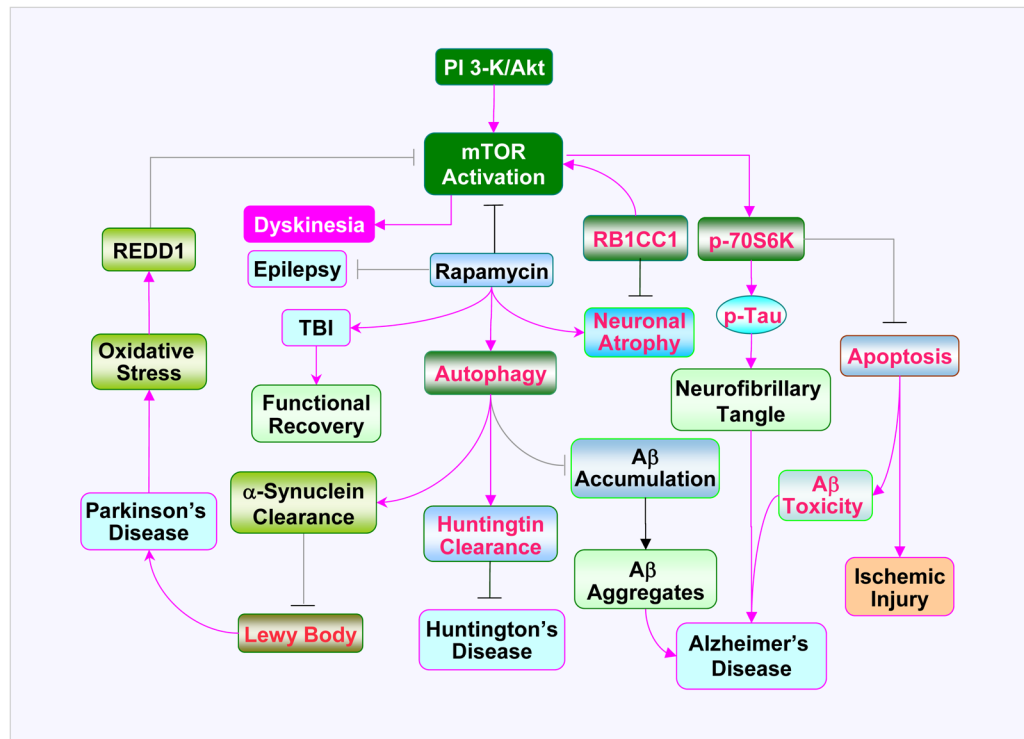 PI 3-K/Akt
mTOR
Activation
Dyskinesia
RB1CC1
p-70S6K
REDD1
Epilepsy
Rapamycin
TBI
Neuronal
Atrophy
p-Tau
Oxidative
Stress
Autophagy
Apoptosis
Functional
Recovery
Neurofibrillary
Tangle
Aβ
Accumulation
α-Synuclein
Clearance
Aβ
Toxicity
Parkinson’s
Disease
Huntingtin
Clearance
Aβ
Aggregates
Ischemic
Injury
Lewy Body
Huntington’s
Disease
Alzheimer’s
Disease